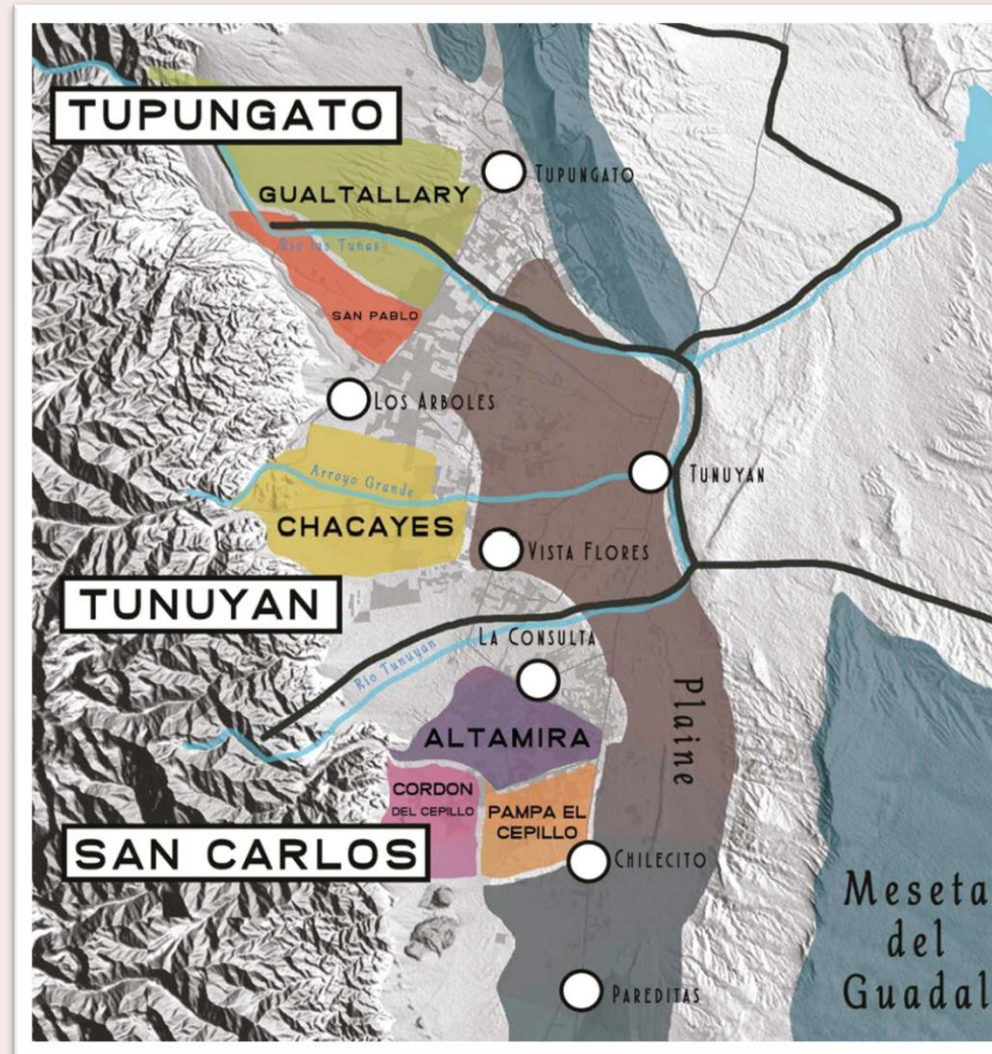 TUPUNGATO
TUPUNGATO
GUALTALLARY
Rio las Tuñas
SAN PABLO
LOS ARBOLES
Arroyo Grande
TUNUYAN
CHACAYES
VISTA FLORES
TUNUYAN
LA CONSULTA
Rio Tunuyan
Plaine
ALTAMIRA
CORDON
DEL CEPILLO
PAMPA EL
CEPILLO
SAN CARLOS
CHILECITO
Meseta
del
Guadal
PAREDITAS